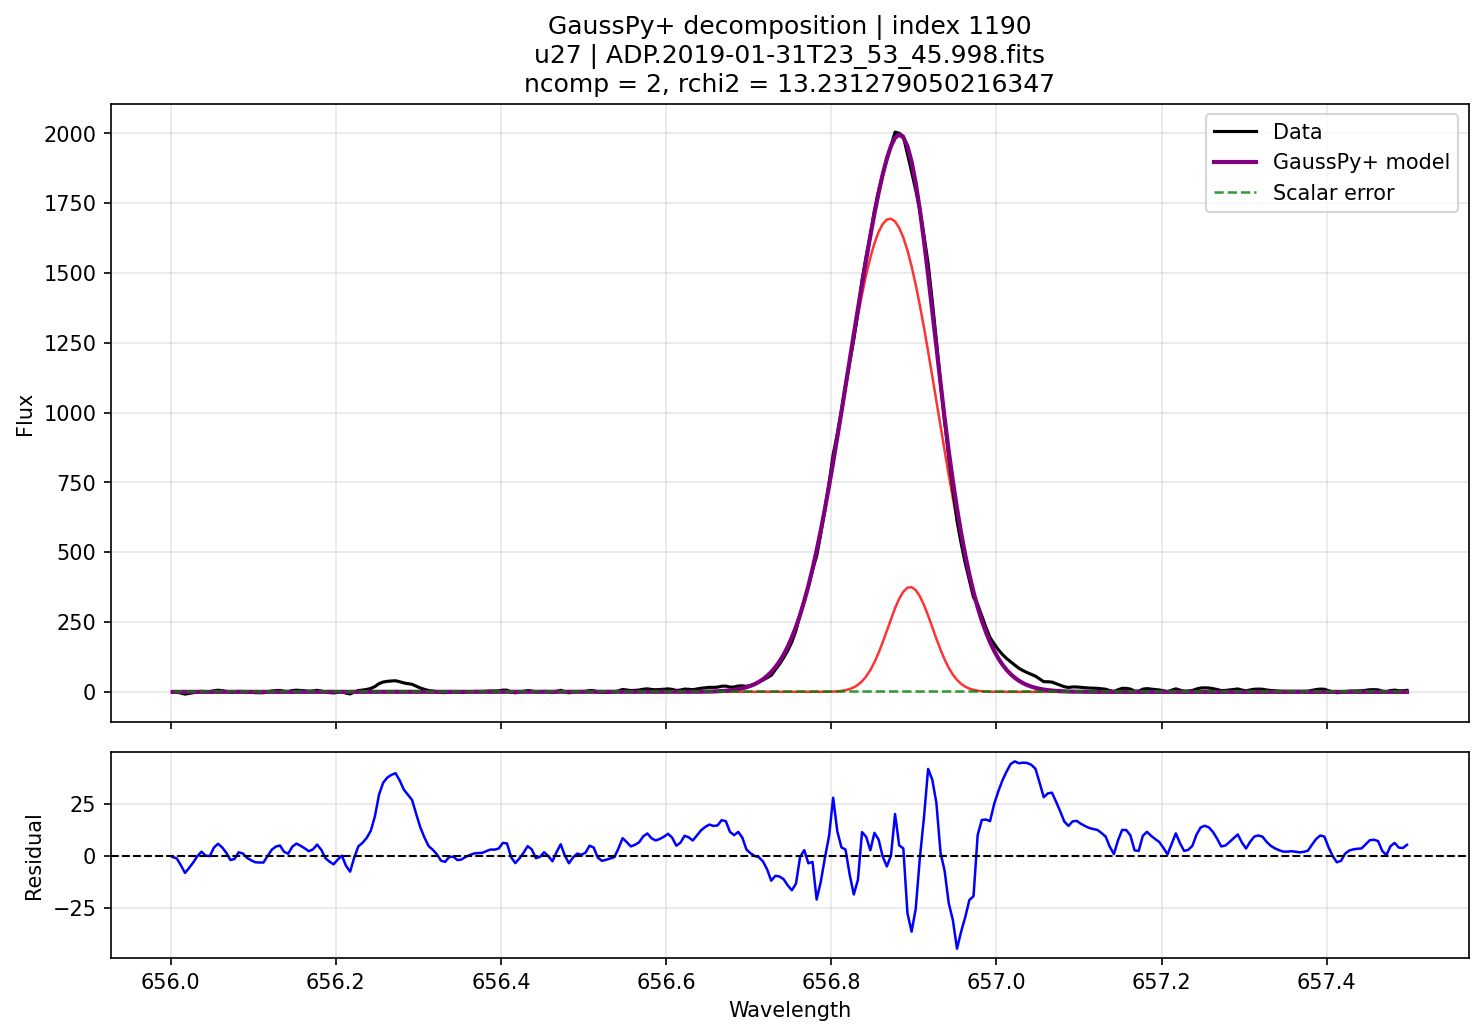 GaussPy+ decomposition | index 1190
u27 | ADP.2019-01-31T23_53_45.998.fits
ncomp = 2, rchi2 = 13.231279050216347
Data
GaussPy+ model
Scalar error
Flux
2000
1750
1500
1250
1000
750
500
250
0
Residual
25
0
−25
656.0
656.2
656.4
656.6
656.8
657.0
657.2
657.4
Wavelength